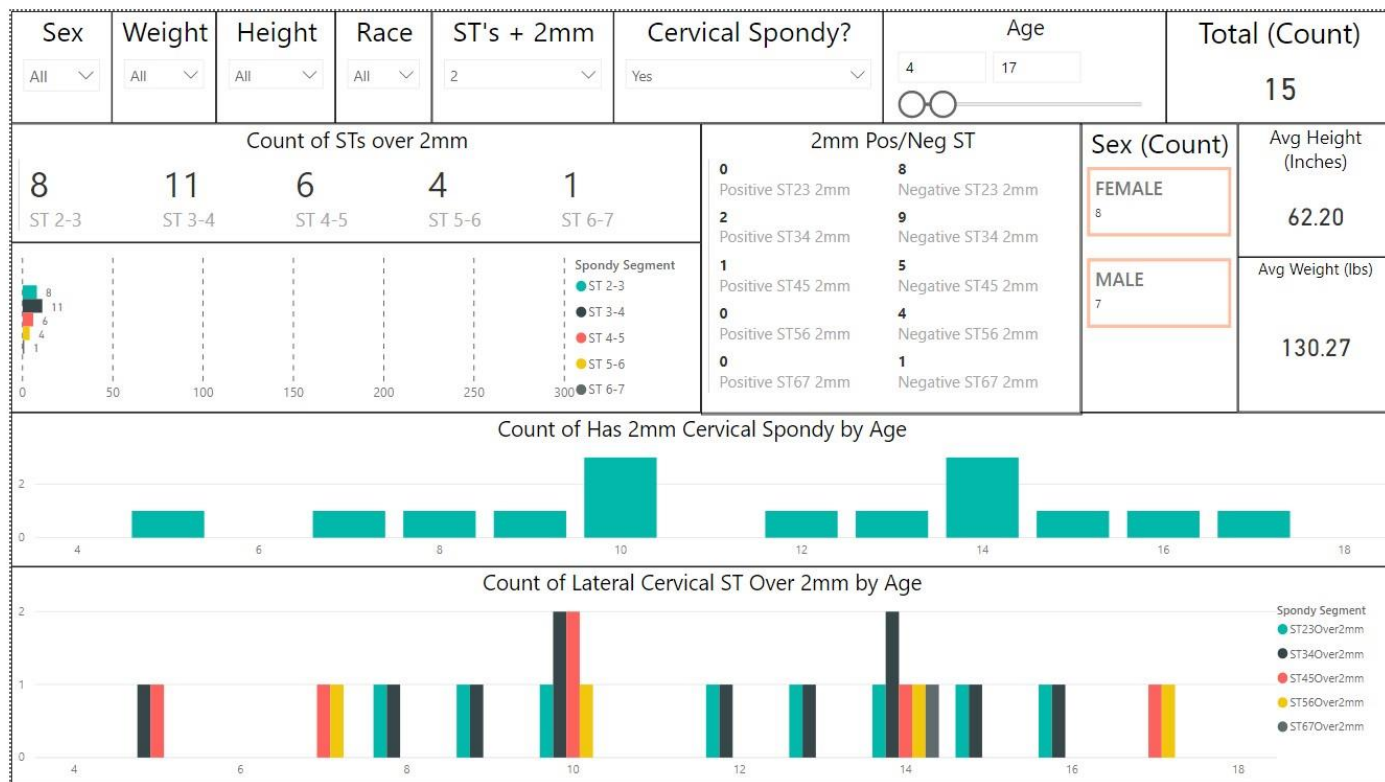 Sex
Weight
Height
Race
ST's + 2mm
Cervical Spondy?
Age
Total (Count)
All
All
All
All
2
Yes
4
17
15
Count of STs over 2mm
8
11
6
4
1
ST 2-3
ST 3-4
ST 4-5
ST 5-6
ST 6-7
2mm Pos/Neg ST
0
8
Positive ST23 2mm
Negative ST23 2mm
2
9
Positive ST34 2mm
Negative ST34 2mm
1
5
Positive ST45 2mm
Negative ST45 2mm
0
4
Positive ST56 2mm
Negative ST56 2mm
0
1
Positive ST67 2mm
Negative ST67 2mm
Sex (Count)
FEMALE
8
MALE
7
Avg Height
(Inches)
62.20
Avg Weight (lbs)
130.27
8
11
6
4
1
0
50
100
150
200
250
300
Spondy Segment
ST 2-3
ST 3-4
ST 4-5
ST 5-6
ST 6-7
Count of Has 2mm Cervical Spondy by Age
2
0
4
6
8
10
12
14
16
18
Count of Lateral Cervical ST Over 2mm by Age
2
1
0
4
6
8
10
12
14
16
18
Spondy Segment
ST23Over2mm
ST34Over2mm
ST45Over2mm
ST56Over2mm
ST67Over2mm